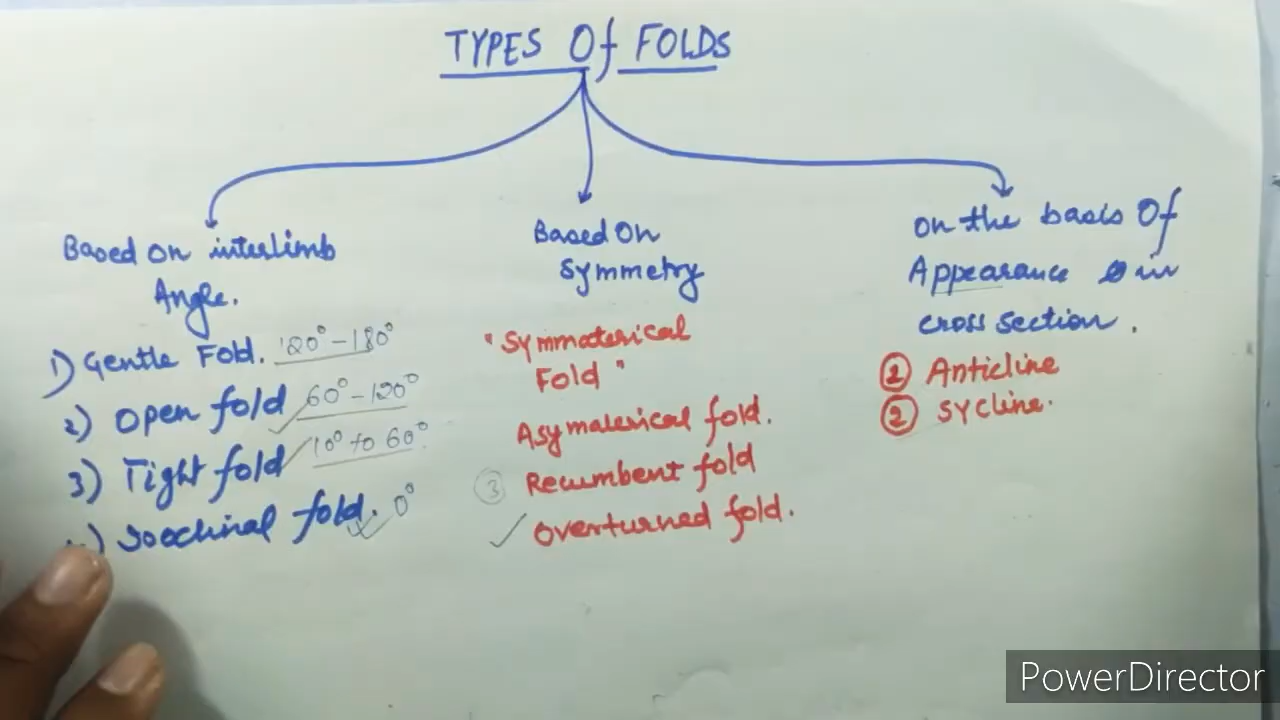 TYPES Of FOLDS
Based On interlimb
Angle.
1) Gentle Fold. 120° - 180°
2) Open fold 60° - 120°
3) Tight fold 10° to 60°
) Isoclinal fold. 0°
Based On
Symmetry
"Symmaterical
Fold"
Asymaterical fold.
3 Recumbent fold
Overturned fold.
On the basis Of
Appearance in
cross section.
1 Anticline
2 Sycline.
PowerDirector